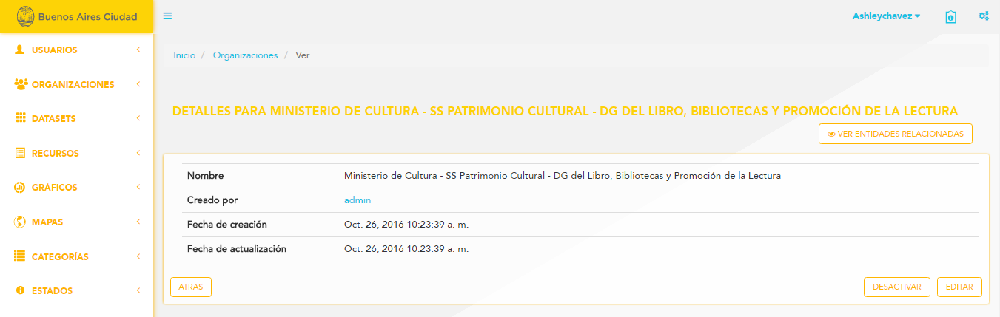 Buenos Aires Ciudad
Ashleychavez
USUARIOS
ORGANIZACIONES
DATASETS
RECURSOS
GRÁFICOS
MAPAS
CATEGORÍAS
ESTADOS
Inicio / Organizaciones / Ver
DETALLES PARA MINISTERIO DE CULTURA - SS PATRIMONIO CULTURAL - DG DEL LIBRO, BIBLIOTECAS Y PROMOCIÓN DE LA LECTURA
VER ENTIDADES RELACIONADAS
Nombre Ministerio de Cultura - SS Patrimonio Cultural - DG del Libro, Bibliotecas y Promoción de la Lectura
Creado por admin
Fecha de creación Oct. 26, 2016 10:23:39 a. m.
Fecha de actualización Oct. 26, 2016 10:23:39 a. m.
ATRAS DESACTIVAR EDITAR